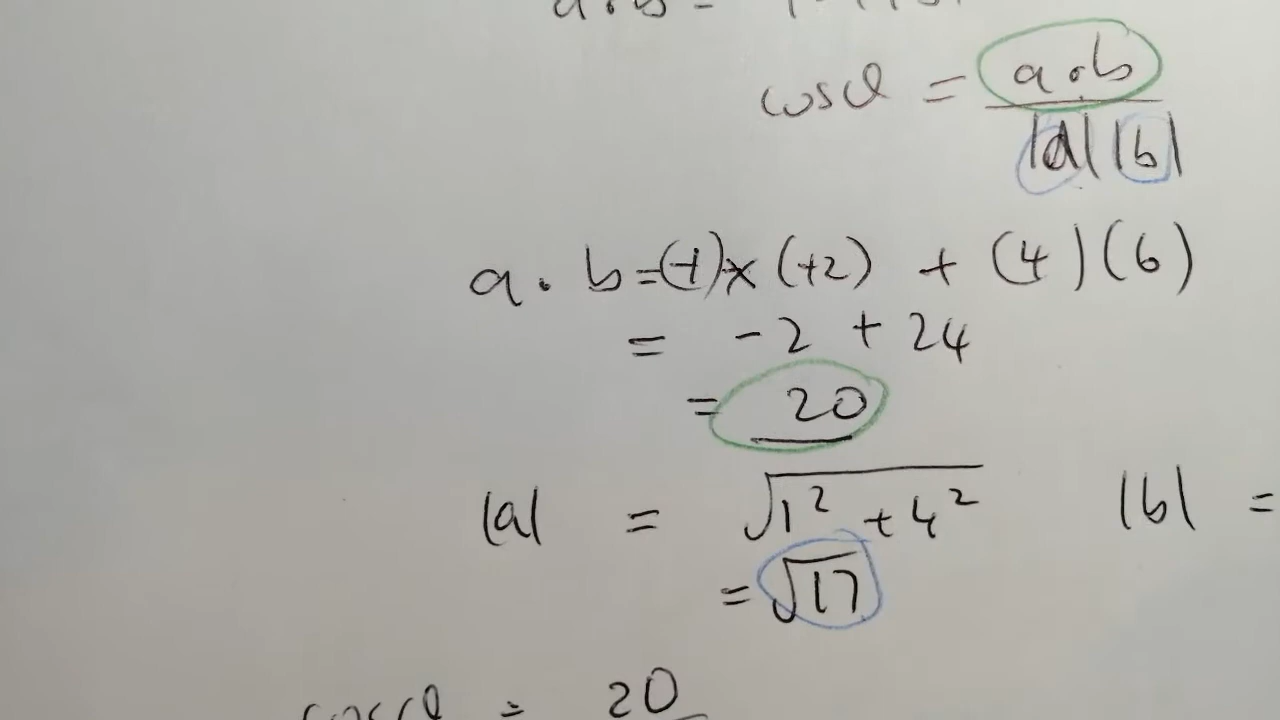 a.b =
cosθ = a.b / |a| |b|
a . b = (-1) x (+2) + (4)(6)
= -2 + 24
= 20
|a| = √1² + 4² |b| =
= √17
cosθ = 20